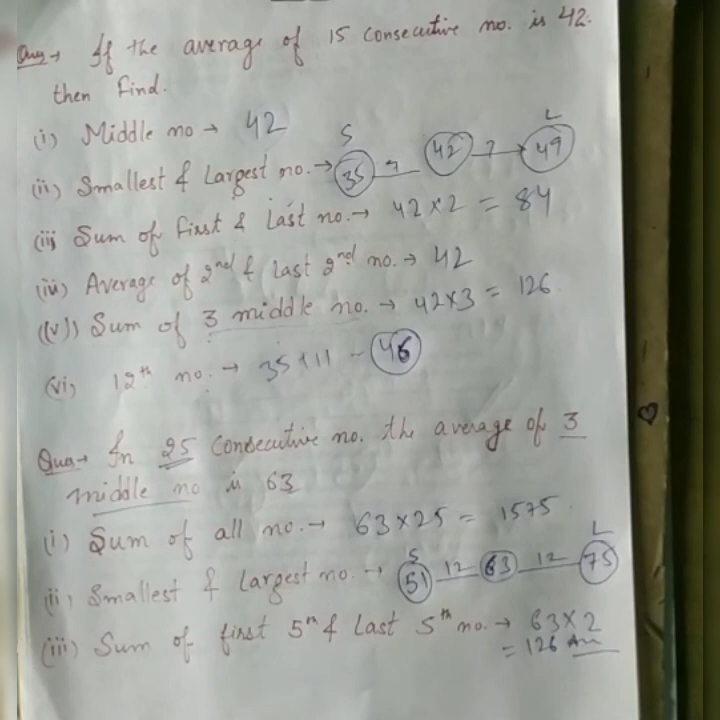 Ques→ If the average of 15 consecutive no. is 42.
then find.
(i) Middle no → 42
(ii) Smallest & Largest no. → S 35 7 42 7 → L 49
(iii) Sum of first & last no. → 42×2 = 84
(iv) Average of 2nd & last 2nd no. → 42
(v) Sum of 3 middle no. → 42×3 = 126
(vi) 12th no. → 35+11 - 46
Ques→ In 25 Consecutive no. the average of 3
middle no is 63
(i) Sum of all no. → 63×25 = 1575
(ii) Smallest & largest no. → S 51 12 63 12 L 75
(iii) Sum of first 5th & last 5th no. → 63×2
= 126 Ans